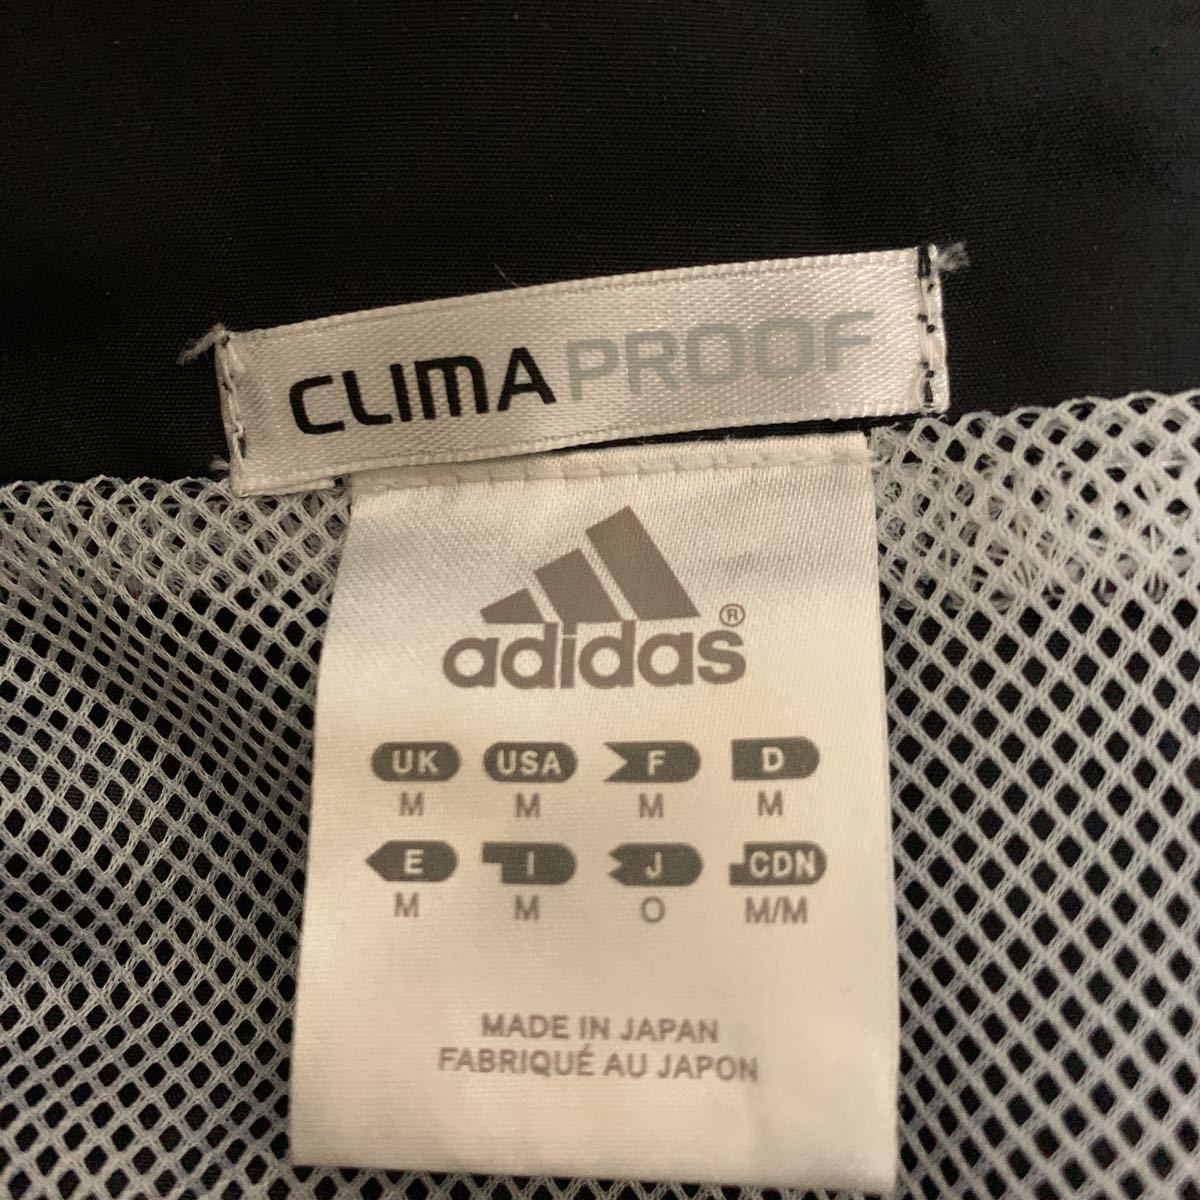 CLIMAPROOF
adidas®
UK USA F D
M M M M
E I J CDN
M M O M/M
MADE IN JAPAN
FABRIQUÉ AU JAPON